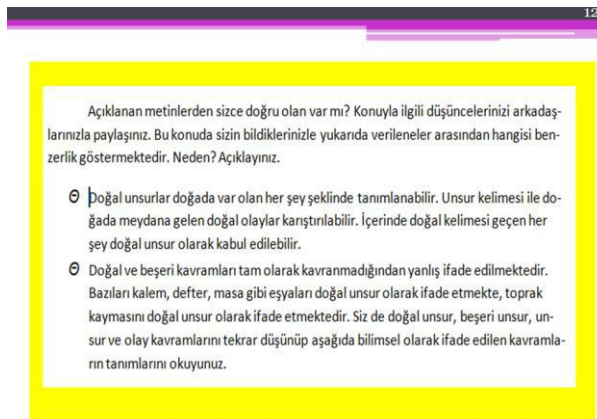 12
Açıklanan metinlerden sizce doğru olan var mı? Konuyla ilgili düşüncelerinizi arkadaş-
larınızla paylaşınız. Bu konuda sizin bildiklerinizle yukarıda verileneler arasından hangisi ben-
zerlik göstermektedir. Neden? Açıklayınız.
Θ Doğal unsurlar doğada var olan her şey şeklinde tanımlanabilir. Unsur kelimesi ile do-
ğada meydana gelen doğal olaylar karıştırılabilir. İçerinde doğal kelimesi geçen her
şey doğal unsur olarak kabul edilebilir.
Θ Doğal ve beşeri kavramları tam olarak kavranmadığından yanlış ifade edilmektedir.
Bazıları kalem, defter, masa gibi eşyaları doğal unsur olarak ifade etmekte, toprak
kaymasını doğal unsur olarak ifade etmektedir. Siz de doğal unsur, beşeri unsur, un-
sur ve olay kavramlarını tekrar düşünüp aşağıda bilimsel olarak ifade edilen kavramla-
rın tanımlarını okuyunuz.